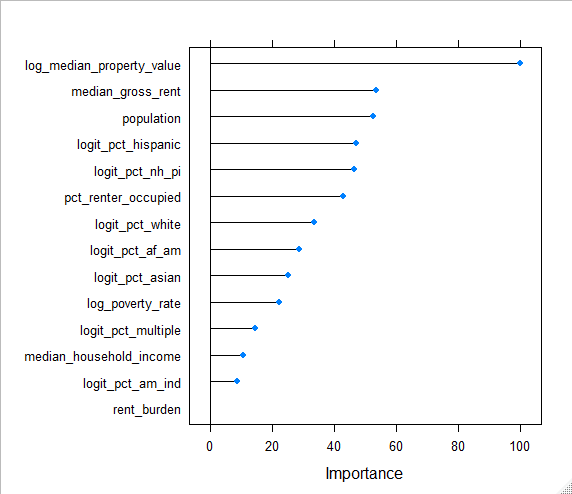 log_median_property_value
median_gross_rent
population
logit_pct_hispanic
logit_pct_nh_pi
pct_renter_occupied
logit_pct_white
logit_pct_af_am
logit_pct_asian
log_poverty_rate
logit_pct_multiple
median_household_income
logit_pct_am_ind
rent_burden
0 20 40 60 80 100
Importance